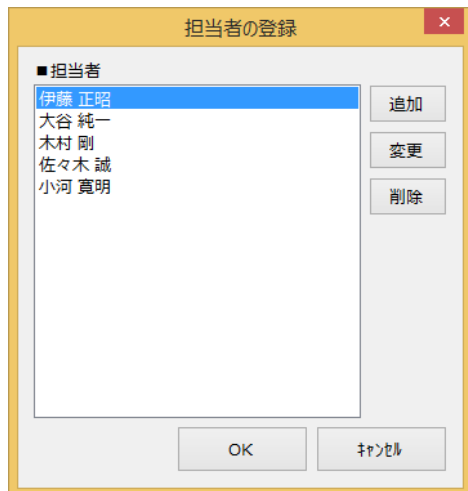 担当者の登録
×
■担当者
伊藤 正昭
追加
大谷 純一
木村 剛
変更
佐々木 誠
小河 寛明
削除
OK
ｷｬﾝｾﾙ